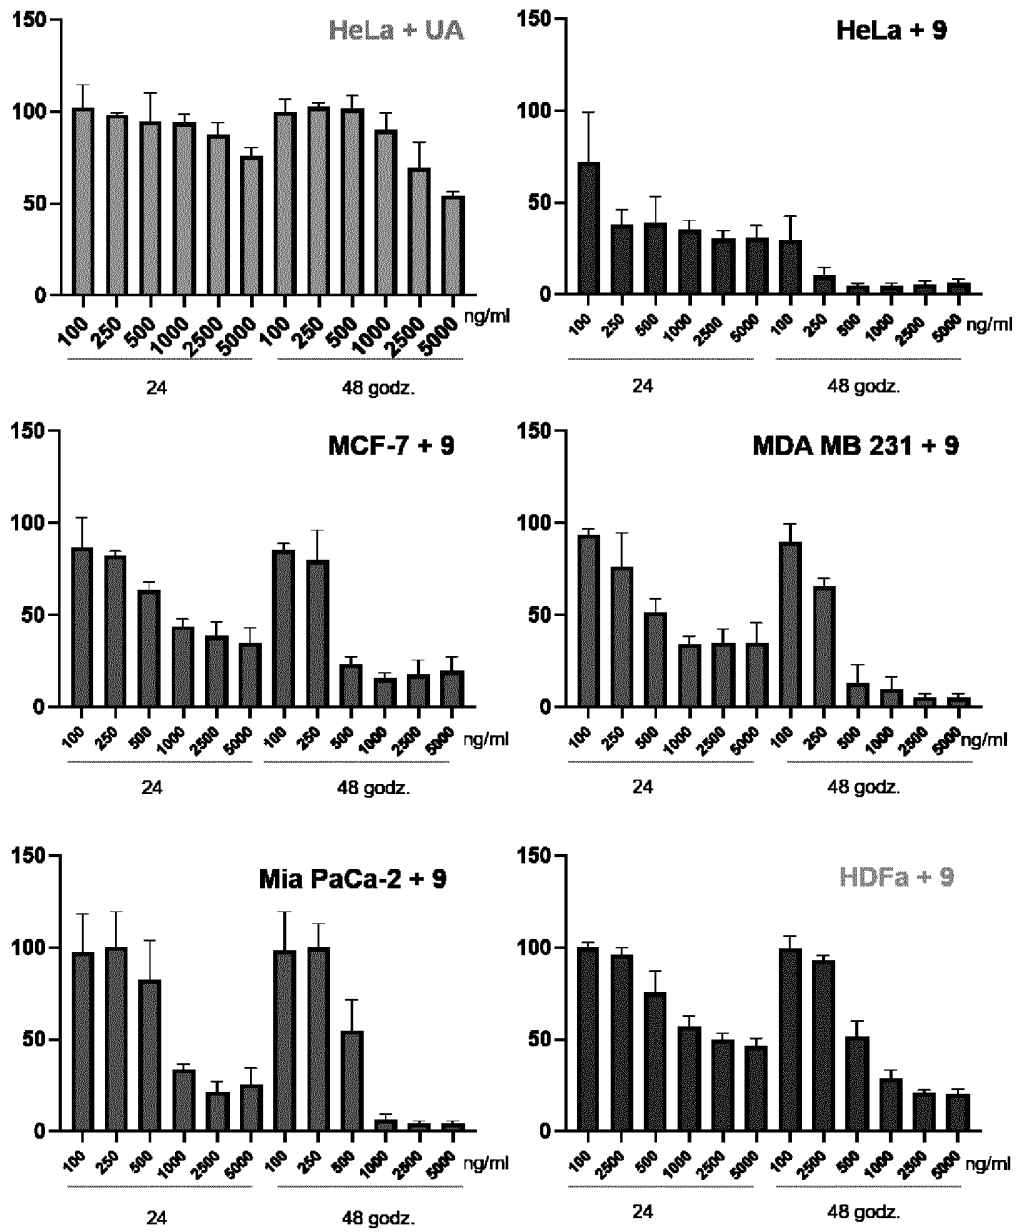 HeLa + UA
150
100
50
0
100 250 500 1000 2500 5000 100 250 500 1000 2500 5000 ng/ml
24 48 godz.
HeLa + 9
150
100
50
0
100 250 500 1000 2500 5000 100 250 500 1000 2500 5000 ng/ml
24 48 godz.
MCF-7 + 9
150
100
50
0
100 250 500 1000 2500 5000 100 250 500 1000 2500 5000 ng/ml
24 48 godz.
MDA MB 231 + 9
150
100
50
0
100 250 500 1000 2500 5000 100 250 500 1000 2500 5000 ng/ml
24 48 godz.
Mia PaCa-2 + 9
150
100
50
0
100 250 500 1000 2500 5000 100 250 500 1000 2500 5000 ng/ml
24 48 godz.
HDFa + 9
150
100
50
0
100 2500 500 1000 2500 5000 100 2500 500 1000 2500 5000 ng/ml
24 48 godz.